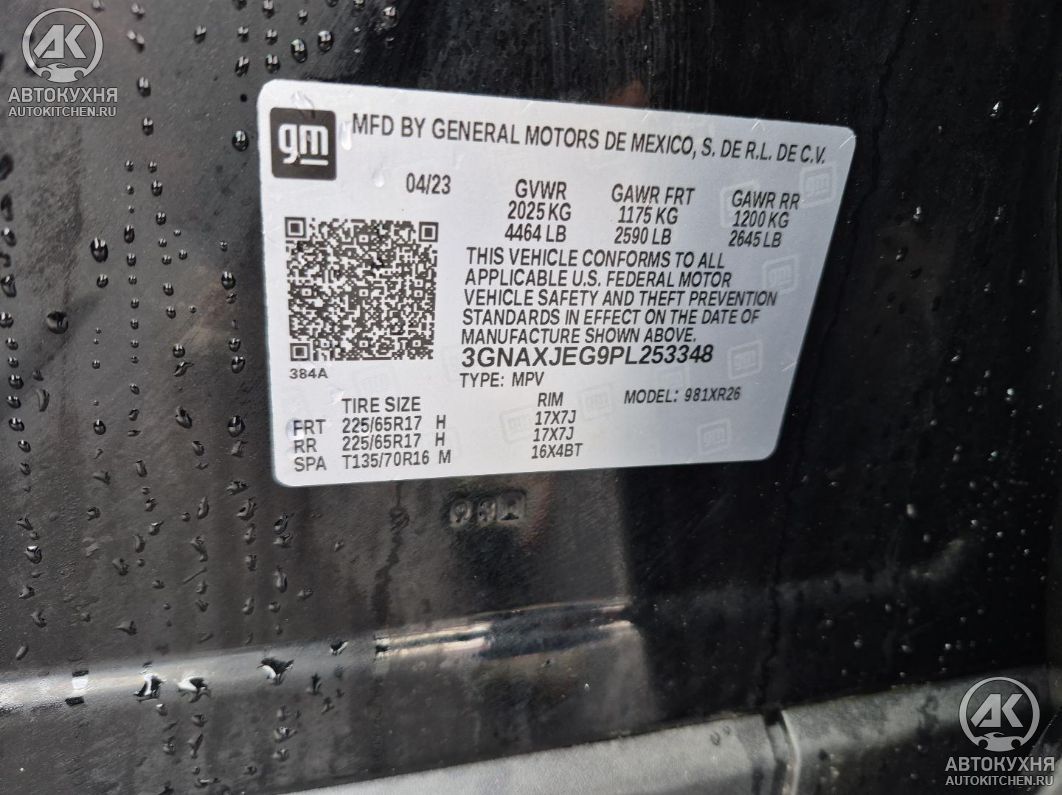 АВТОКУХНЯ
AUTOKITCHEN.RU
gm
MFD BY GENERAL MOTORS DE MEXICO, S. DE R.L. DE C.V.
04/23 GVWR GAWR FRT GAWR RR
2025 KG 1175 KG 1200 KG
4464 LB 2590 LB 2645 LB
THIS VEHICLE CONFORMS TO ALL
APPLICABLE U.S. FEDERAL MOTOR
VEHICLE SAFETY AND THEFT PREVENTION
STANDARDS IN EFFECT ON THE DATE OF
MANUFACTURE SHOWN ABOVE.
3GNAXJEG9PL253348
384A
TYPE: MPV MODEL: 981XR26
TIRE SIZE RIM
FRT 225/65R17 H 17X7J
RR 225/65R17 H 17X7J
SPA T135/70R16 M 16X4BT
АВТОКУХНЯ
AUTOKITCHEN.RU